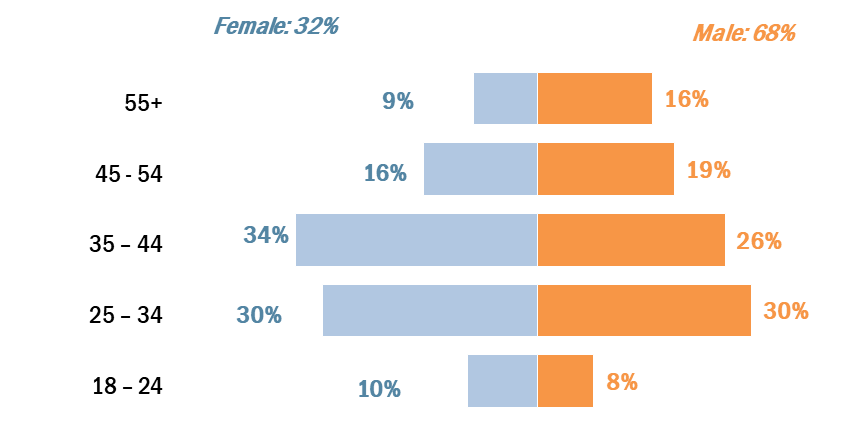 Female: 32%
Male: 68%
55+ 9% 16%
45 - 54 16% 19%
35 – 44 34% 26%
25 – 34 30% 30%
18 – 24 10% 8%